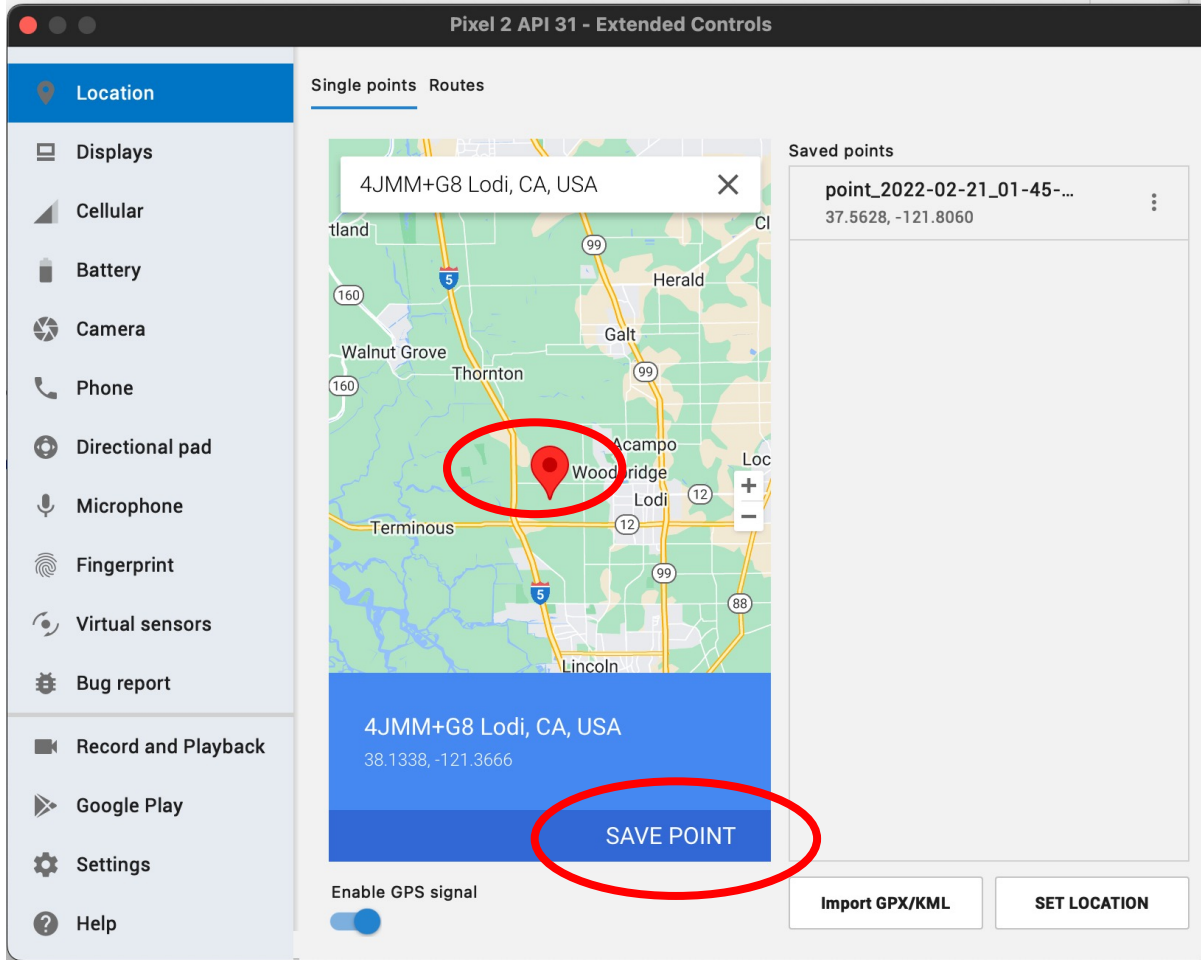 Pixel 2 API 31 - Extended Controls
Location
Displays
Cellular
Battery
Camera
Phone
Directional pad
Microphone
Fingerprint
Virtual sensors
Bug report
Record and Playback
Google Play
Settings
Help
Single points Routes
4JMM+G8 Lodi, CA, USA
tland
Cl
99
5
Herald
160
Galt
Walnut Grove
Thornton
99
160
Acampo
Woodbridge
Loc
+
Lodi
12
−
Terminous
12
99
5
88
Lincoln
4JMM+G8 Lodi, CA, USA
38.1338, -121.3666
SAVE POINT
Enable GPS signal
Saved points
point_2022-02-21_01-45-...
37.5628, -121.8060
Import GPX/KML
SET LOCATION